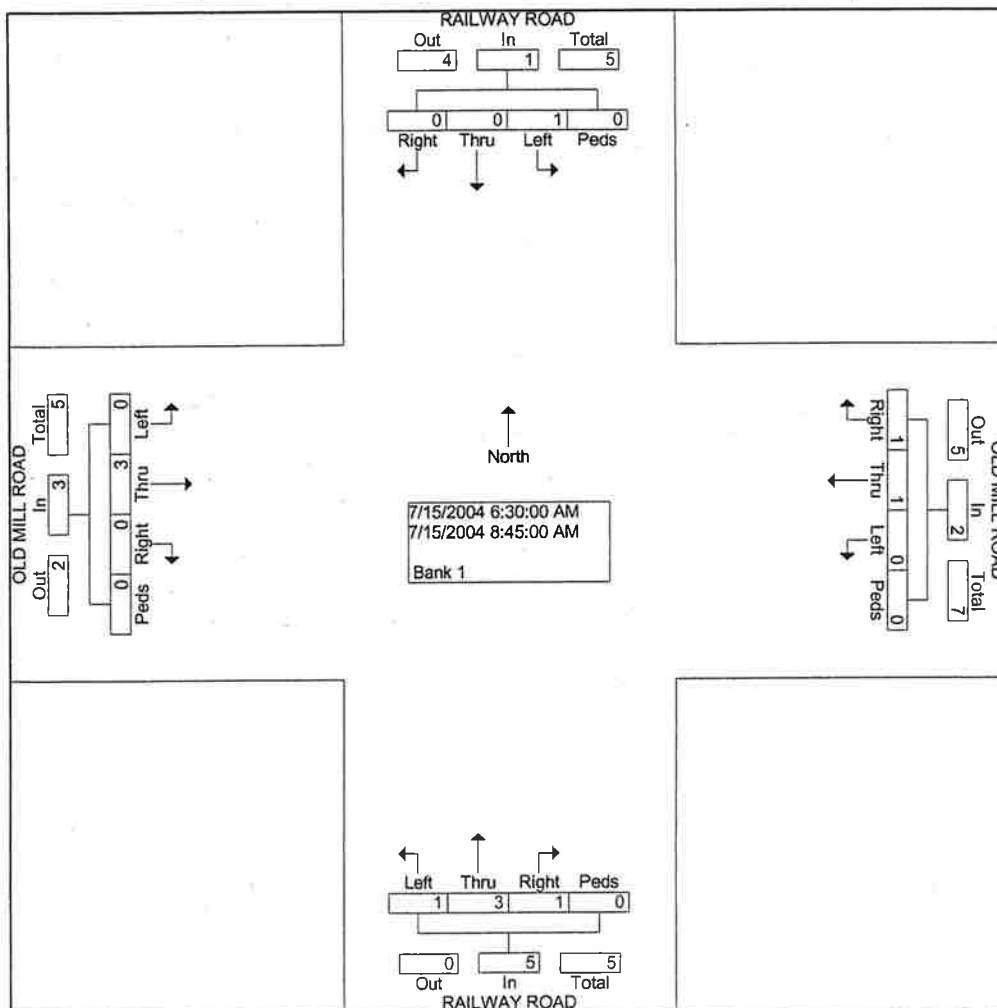 RAILWAY ROAD
Out In Total
4 1 5
0 0 1 0
Right Thru Left Peds
OLD MILL ROAD
Total In Out
5 3 2
0 3 0 0
Left Thru Right Peds
North
7/15/2004 6:30:00 AM
7/15/2004 8:45:00 AM
Bank 1
Right Thru Left Peds
1 1 0 0
Out In Total
5 2 7
OLD MILL ROAD
Left Thru Right Peds
1 3 1 0
0 5 5
Out In Total
RAILWAY ROAD